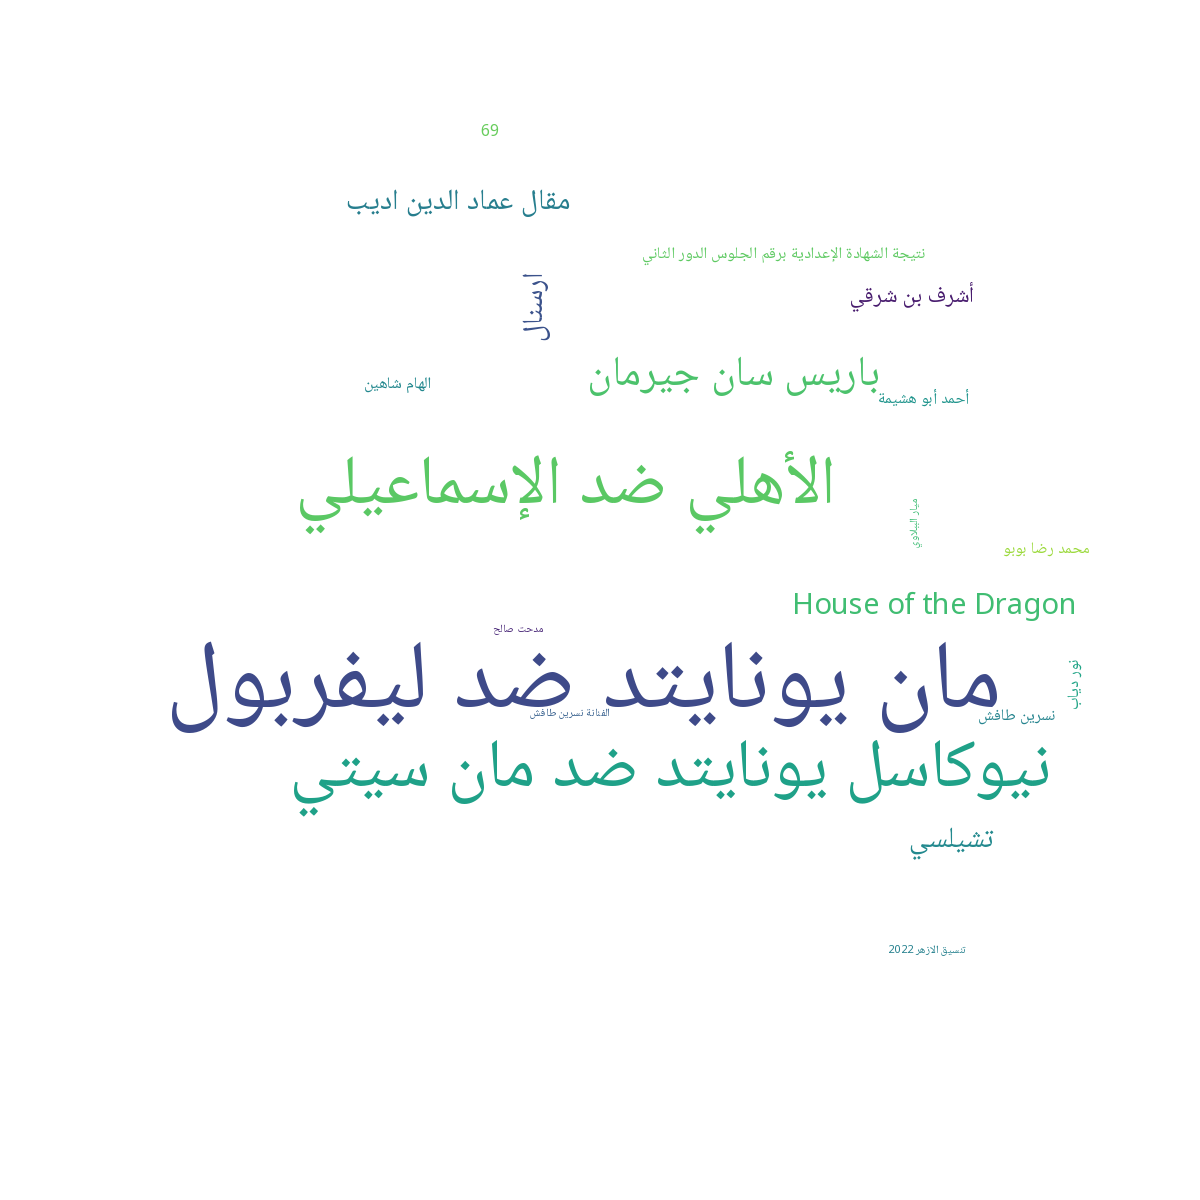 69
مقال عماد الدين اديب
نتيجة الشهادة الإعدادية برقم الجلوس الدور الثاني
ارسنال
أشرف بن شرقي
باريس سان جيرمان
الهام شاهين
أحمد أبو هشيمة
الأهلي ضد الإسماعيلي
ميار الببلاوي
محمد رضا بوبو
House of the Dragon
مدحت صالح
مان يونايتد ضد ليفربول
نور دياب
الفنانة نسرين طافش
نسرين طافش
نيوكاسل يونايتد ضد مان سيتي
تشيلسي
تنسيق الازهر 2022